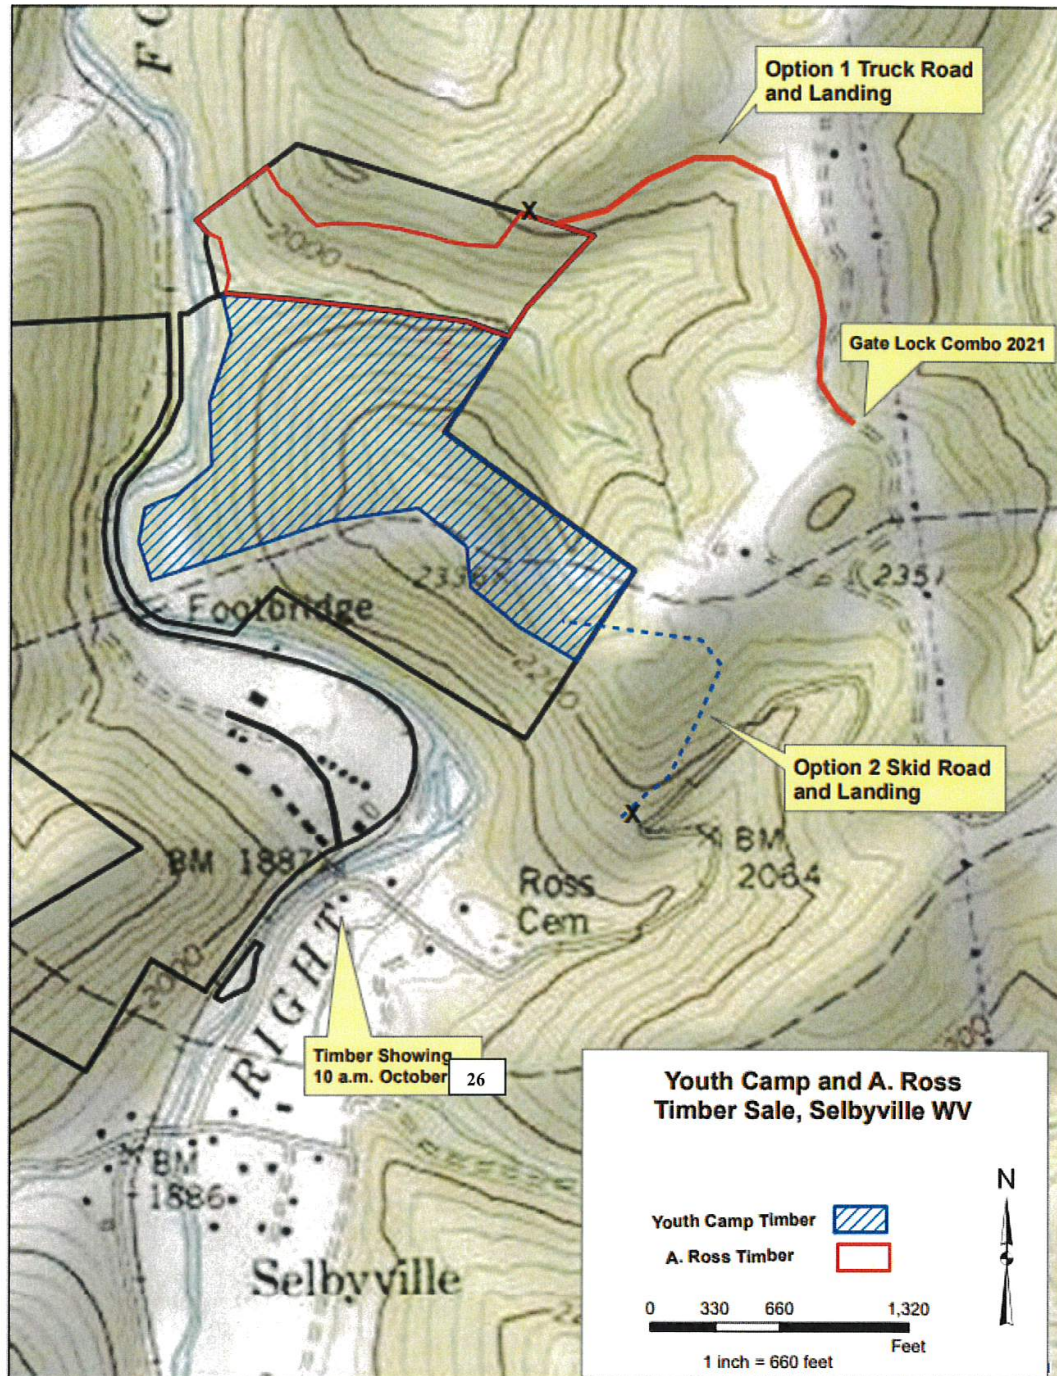 FO
Option 1 Truck Road
and Landing
2000
Gate Lock Combo 2021
2351
Footbridge
2200
Option 2 Skid Road
and Landing
BM 1887
BM
2064
Ross
Cem
2000
RIGHT
Timber Showing
10 a.m. October 26
BM
1886
Selbyville
Youth Camp and A. Ross
Timber Sale, Selbyville WV
N
Youth Camp Timber
A. Ross Timber
0 330 660 1,320
Feet
1 inch = 660 feet
X
X